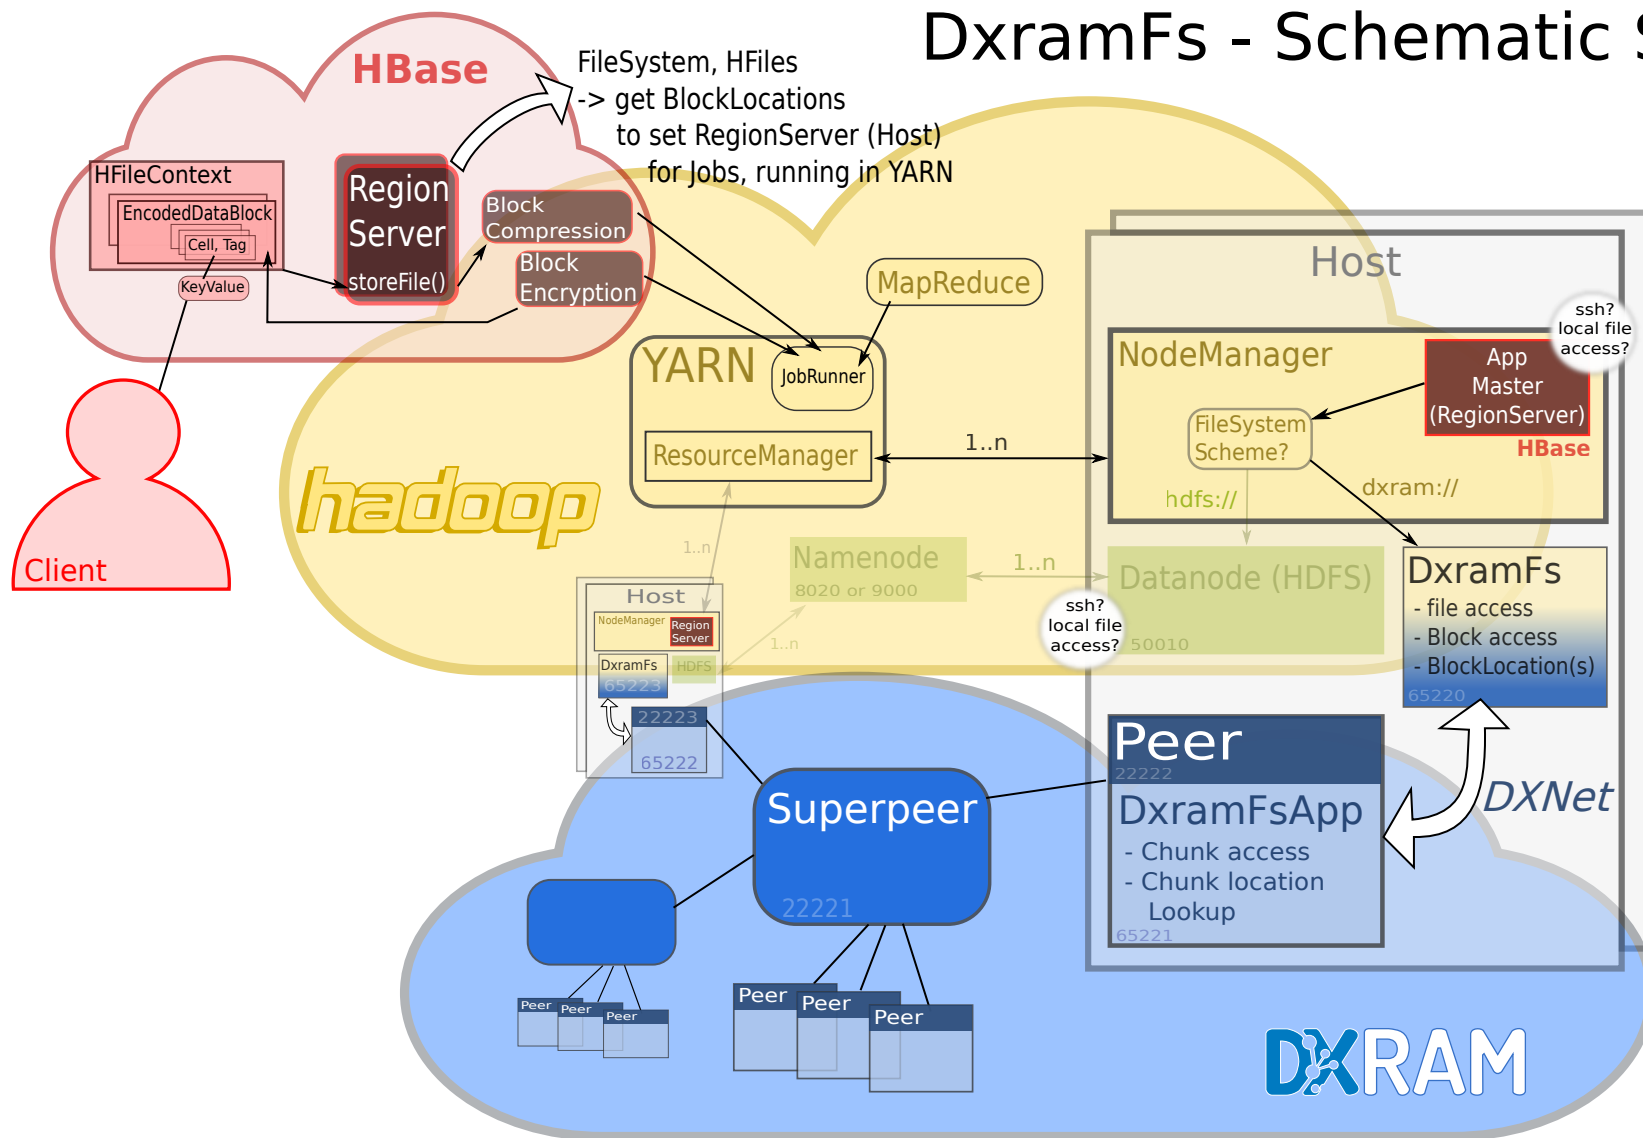 DxramFs - Schematic S
HBase
FileSystem, HFiles
-> get BlockLocations
to set RegionServer (Host)
for Jobs, running in YARN
HFileContext
EncodedDataBlock
Cell, Tag
KeyValue
Region
Server
storeFile()
Block
Compression
Block
Encryption
MapReduce
YARN
JobRunner
ResourceManager
1..n
Host
ssh?
local file
access?
NodeManager
App
Master
(RegionServer)
HBase
FileSystem
Scheme?
hdfs://
dxram://
hadoop
Client
1..n
Namenode
8020 or 9000
1..n
Datanode (HDFS)
50010
ssh?
local file
access?
DxramFs
- file access
- Block access
- BlockLocation(s)
65220
Host
NodeManager
Region
Server
DxramFs
65223
HDFS
1..n
22223
65222
Peer
22222
DxramFsApp
- Chunk access
- Chunk location
Lookup
65221
DXNet
Superpeer
22221
Peer
Peer
Peer
Peer
Peer
Peer
DXRAM